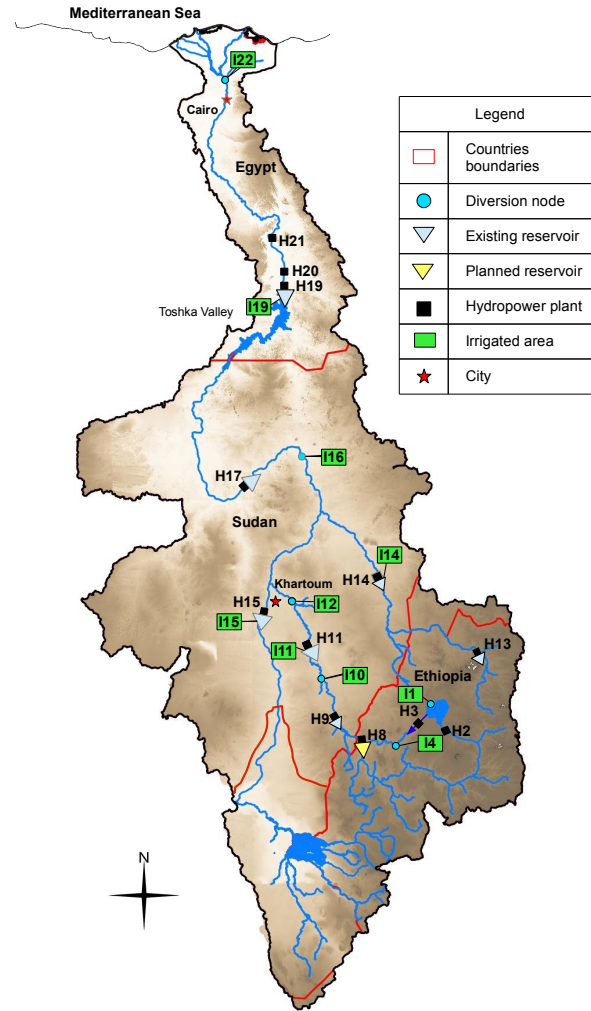 Mediterranean Sea
I22
Cairo
Egypt
H21
H20
H19
I19
Toshka Valley
I16
H17
Sudan
I14
H14
Khartoum
H15
I12
I15
H11
I11
H13
I10
Ethiopia
I1
H3
H9
H2
H8
I4
N
Legend
Countries
boundaries
Diversion node
Existing reservoir
Planned reservoir
Hydropower plant
Irrigated area
City